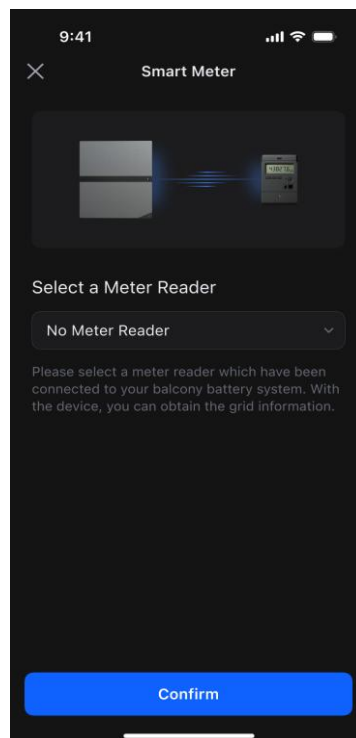 9:41
Smart Meter
Select a Meter Reader
No Meter Reader
Please select a meter reader which have been
connected to your balcony battery system. With
the device, you can obtain the grid information.
Confirm